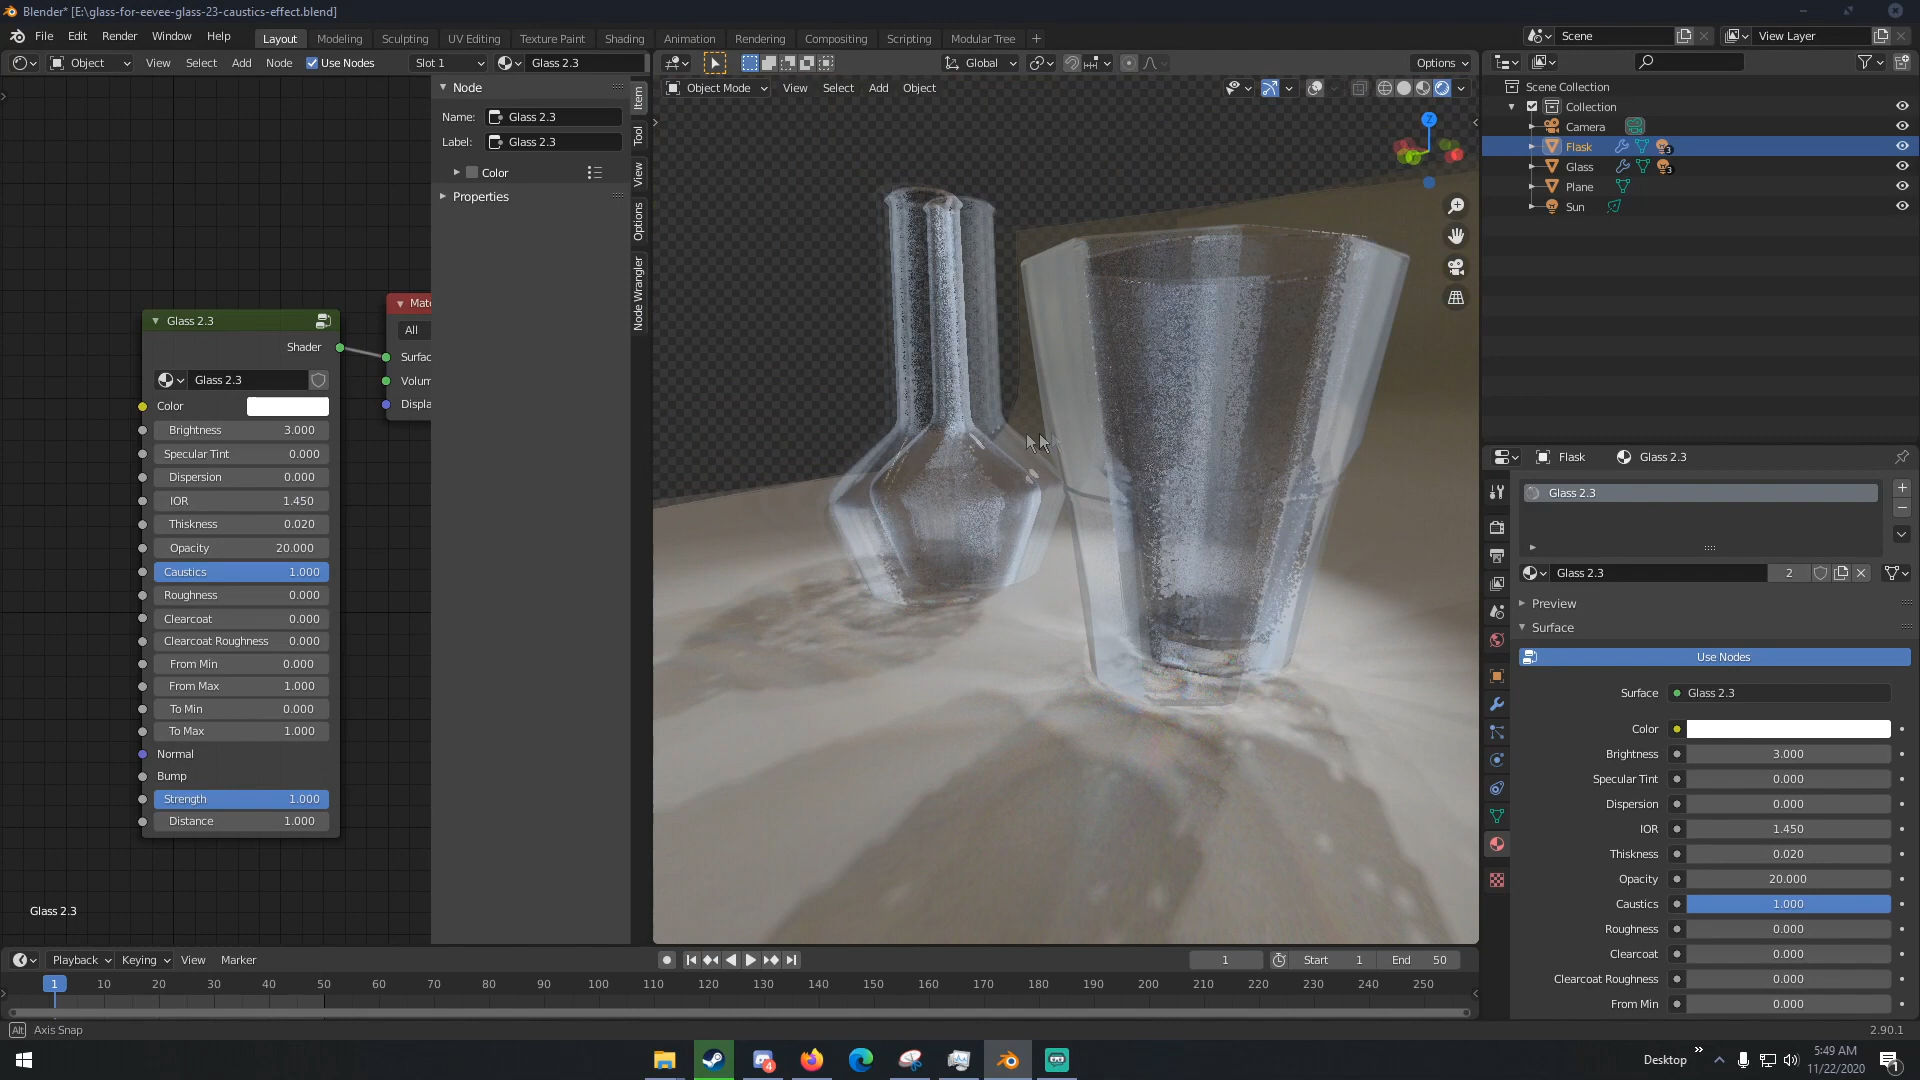 Blender* [E:\glass-for-eevee-glass-23-caustics-effect.blend]
File Edit Render Window Help Layout Modeling Sculpting UV Editing Texture Paint Shading Animation Rendering Compositing Scripting Modular Tree + Scene View Layer
Object View Select Add Node Use Nodes Slot 1 Glass 2.3
Global Options
Object Mode View Select Add Object
Node
Name: Glass 2.3
Label: Glass 2.3
Color
Properties
Item
Tool
View
Options
Node Wrangler
Glass 2.3
Shader
Glass 2.3
Color
Brightness 3.000
Specular Tint 0.000
Dispersion 0.000
IOR 1.450
Thickness 0.020
Opacity 20.000
Caustics 1.000
Roughness 0.000
Clearcoat 0.000
Clearcoat Roughness 0.000
From Min 0.000
From Max 1.000
To Min 0.000
To Max 1.000
Normal
Bump
Strength 1.000
Distance 1.000
Mate
All
Surfac
Volum
Displa
Glass 2.3
Z
Scene Collection
Collection
Camera
Flask 3
Glass 3
Plane
Sun
Flask Glass 2.3
Glass 2.3
Glass 2.3 2
Preview
Surface
Use Nodes
Surface Glass 2.3
Color
Brightness 3.000
Specular Tint 0.000
Dispersion 0.000
IOR 1.450
Thickness 0.020
Opacity 20.000
Caustics 1.000
Roughness 0.000
Clearcoat 0.000
Clearcoat Roughness 0.000
From Min 0.000
Playback Keying View Marker 1 Start 1 End 50
1 10 20 30 40 50 60 70 80 90 100 110 120 130 140 150 160 170 180 190 200 210 220 230 240 250
Alt Axis Snap 2.90.1
4
Desktop
5:49 AM
11/22/2020
1